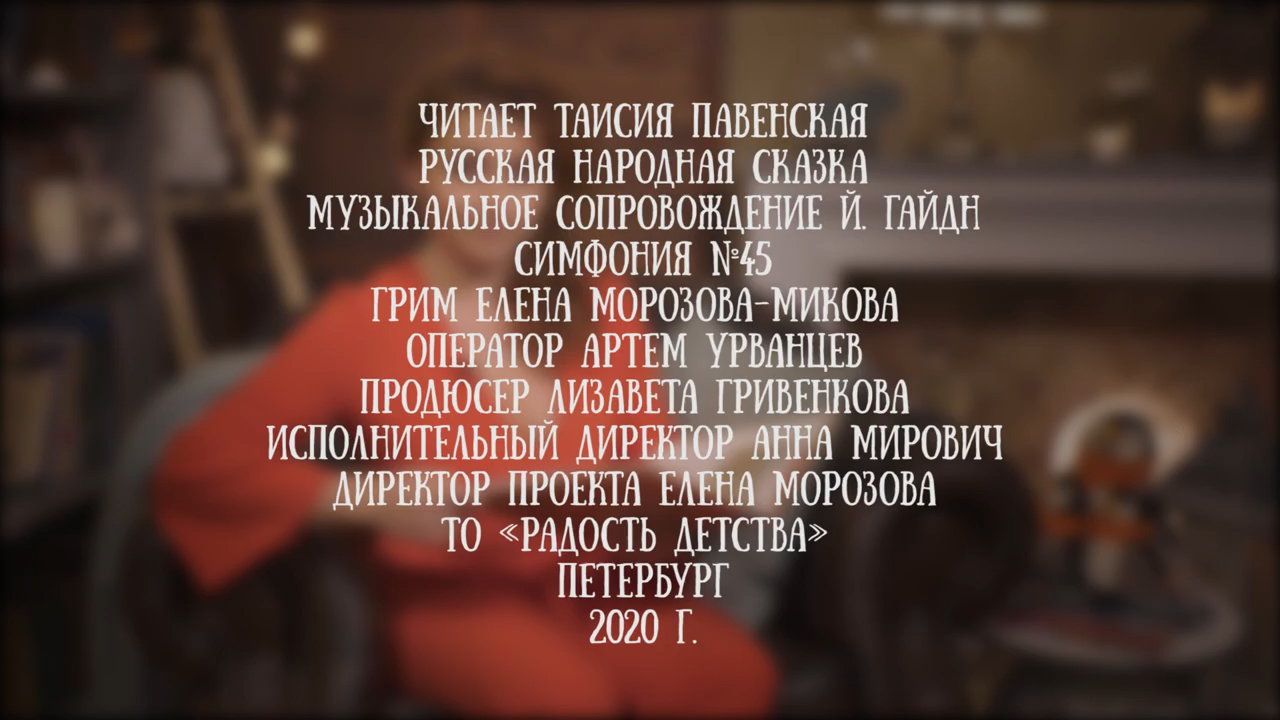 ЧИТАЕТ ТАИСИЯ ПАВЕНСКАЯ
РУССКАЯ НАРОДНАЯ СКАЗКА
МУЗЫКАЛЬНОЕ СОПРОВОЖДЕНИЕ Й. ГАЙДН
СИМФОНИЯ №45
ГРИМ ЕЛЕНА МОРОЗОВА-МИКОВА
ОПЕРАТОР АРТЕМ УРВАНЦЕВ
ПРОДЮСЕР ЛИЗАВЕТА ГРИВЕНКОВА
ИСПОЛНИТЕЛЬНЫЙ ДИРЕКТОР АННА МИРОВИЧ
ДИРЕКТОР ПРОЕКТА ЕЛЕНА МОРОЗОВА
ТО «РАДОСТЬ ДЕТСТВА»
ПЕТЕРБУРГ
2020 Г.